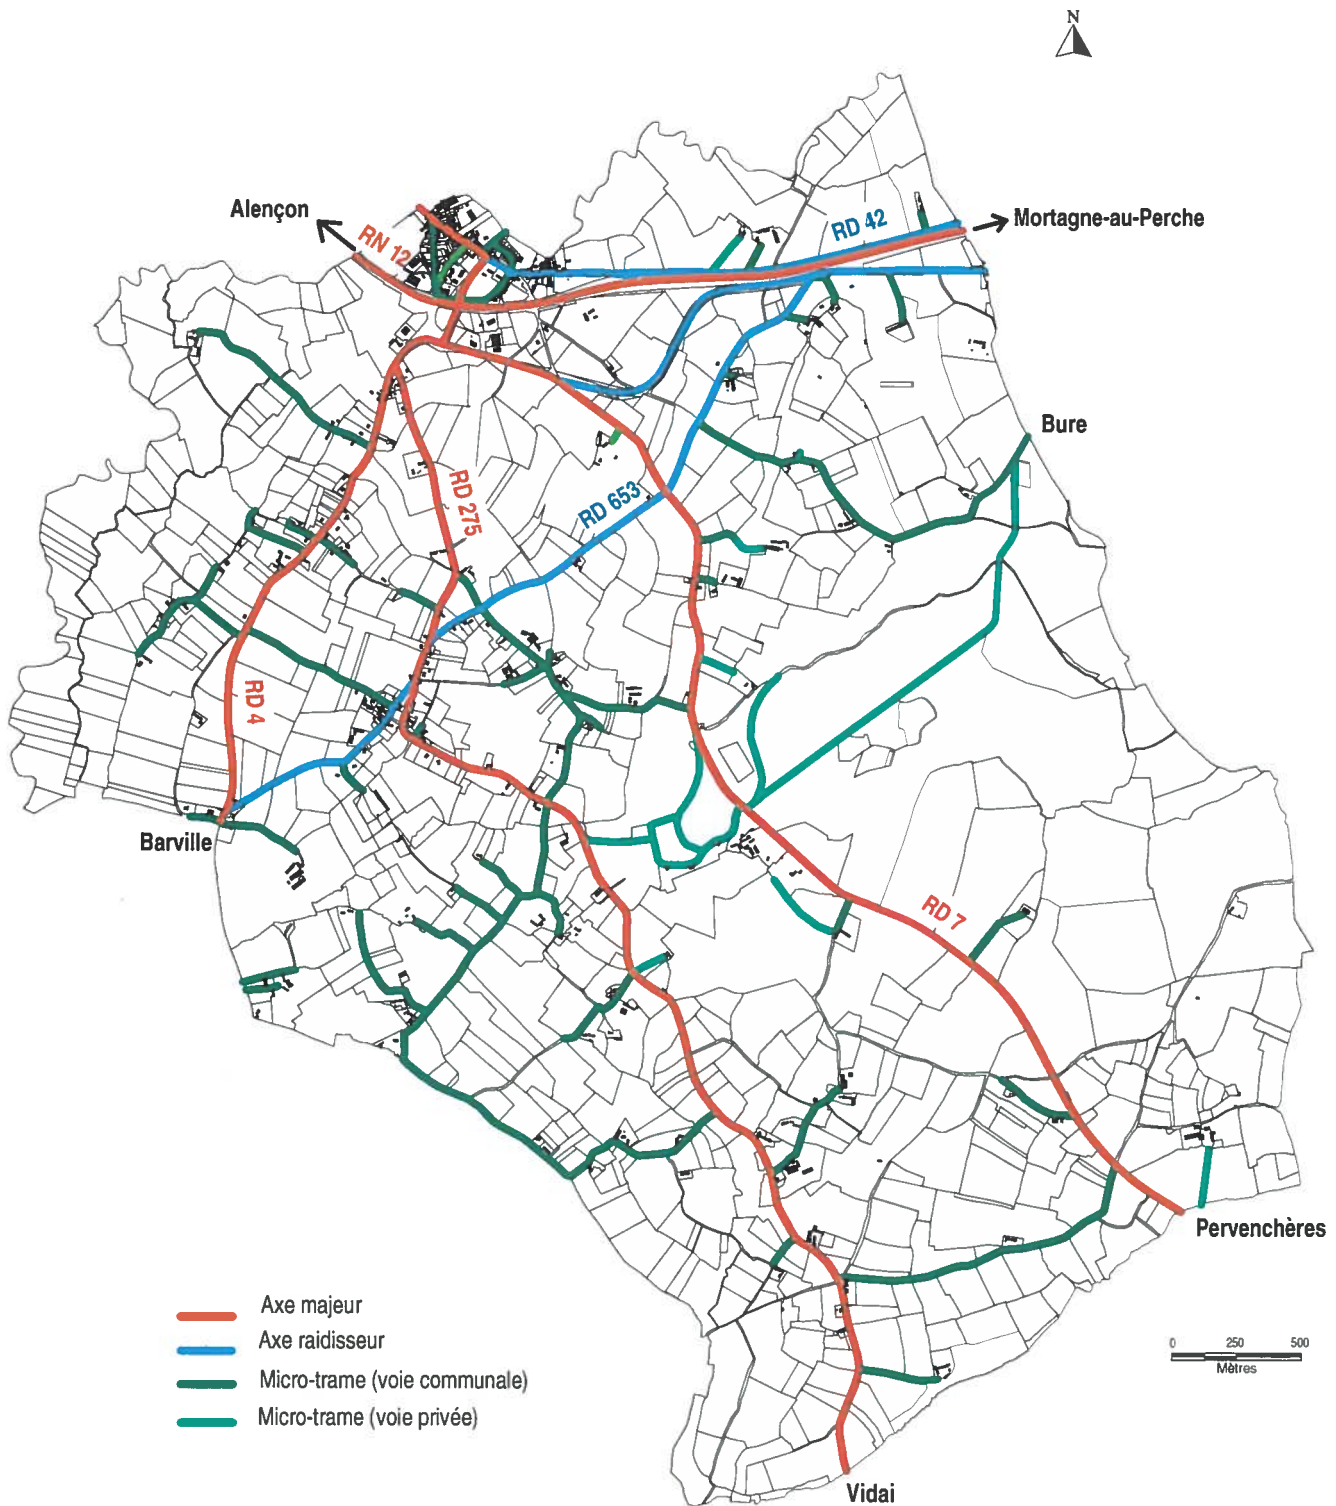 N
Alençon
Mortagne-au-Perche
RN 12
RD 42
Bure
RD 275
RD 653
RD 4
Barville
RD 7
Pervenchères
Axe majeur
Axe raidisseur
Micro-trame (voie communale)
Micro-trame (voie privée)
0 250 500
Mètres
Vidai